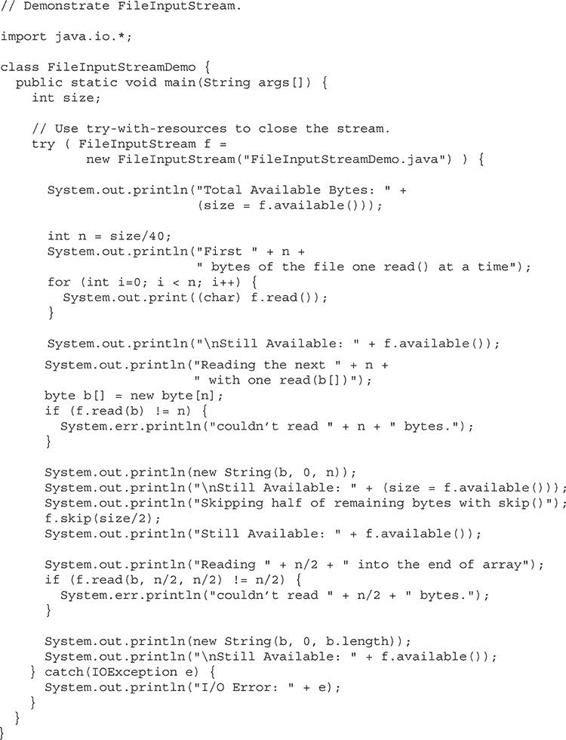 // Demonstrate FileInputStream.

import java.io.*;

class FileInputStreamDemo {
  public static void main(String args[]) {
    int size;

    // Use try-with-resources to close the stream.
    try ( FileInputStream f =
           new FileInputStream("FileInputStreamDemo.java") ) {

      System.out.println("Total Available Bytes: " +
                         (size = f.available()));

      int n = size/40;
      System.out.println("First " + n +
                         " bytes of the file one read() at a time");
      for (int i=0; i < n; i++) {
        System.out.print((char) f.read());
      }

      System.out.println("\nStill Available: " + f.available());
      System.out.println("Reading the next " + n +
                         " with one read(b[])");
      byte b[] = new byte[n];
      if (f.read(b) != n) {
        System.err.println("couldn't read " + n + " bytes.");
      }

      System.out.println(new String(b, 0, n));
      System.out.println("\nStill Available: " + (size = f.available()));
      System.out.println("Skipping half of remaining bytes with skip()");
      f.skip(size/2);
      System.out.println("Still Available: " + f.available());

      System.out.println("Reading " + n/2 + " into the end of array");
      if (f.read(b, n/2, n/2) != n/2) {
        System.err.println("couldn't read " + n/2 + " bytes.");
      }

      System.out.println(new String(b, 0, b.length));
      System.out.println("\nStill Available: " + f.available());
    } catch(IOException e) {
      System.out.println("I/O Error: " + e);
    }
  }
}